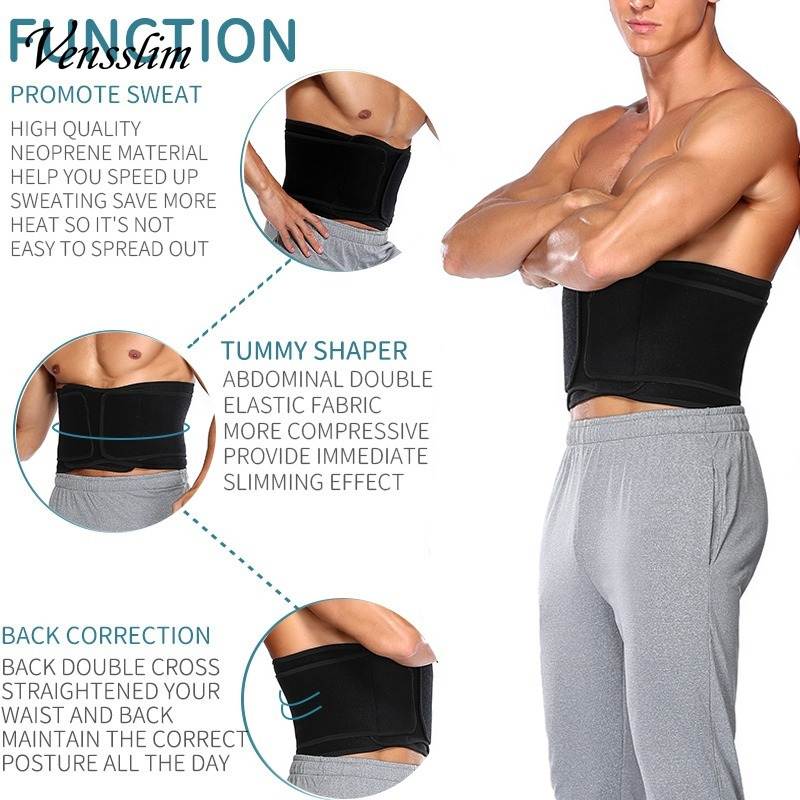 FUNCTION
Vensslim
PROMOTE SWEAT
HIGH QUALITY
NEOPRENE MATERIAL
HELP YOU SPEED UP
SWEATING SAVE MORE
HEAT SO IT'S NOT
EASY TO SPREAD OUT
TUMMY SHAPER
ABDOMINAL DOUBLE
ELASTIC FABRIC
MORE COMPRESSIVE
PROVIDE IMMEDIATE
SLIMMING EFFECT
BACK CORRECTION
BACK DOUBLE CROSS
STRAIGHTENED YOUR
WAIST AND BACK
MAINTAIN THE CORRECT
POSTURE ALL THE DAY